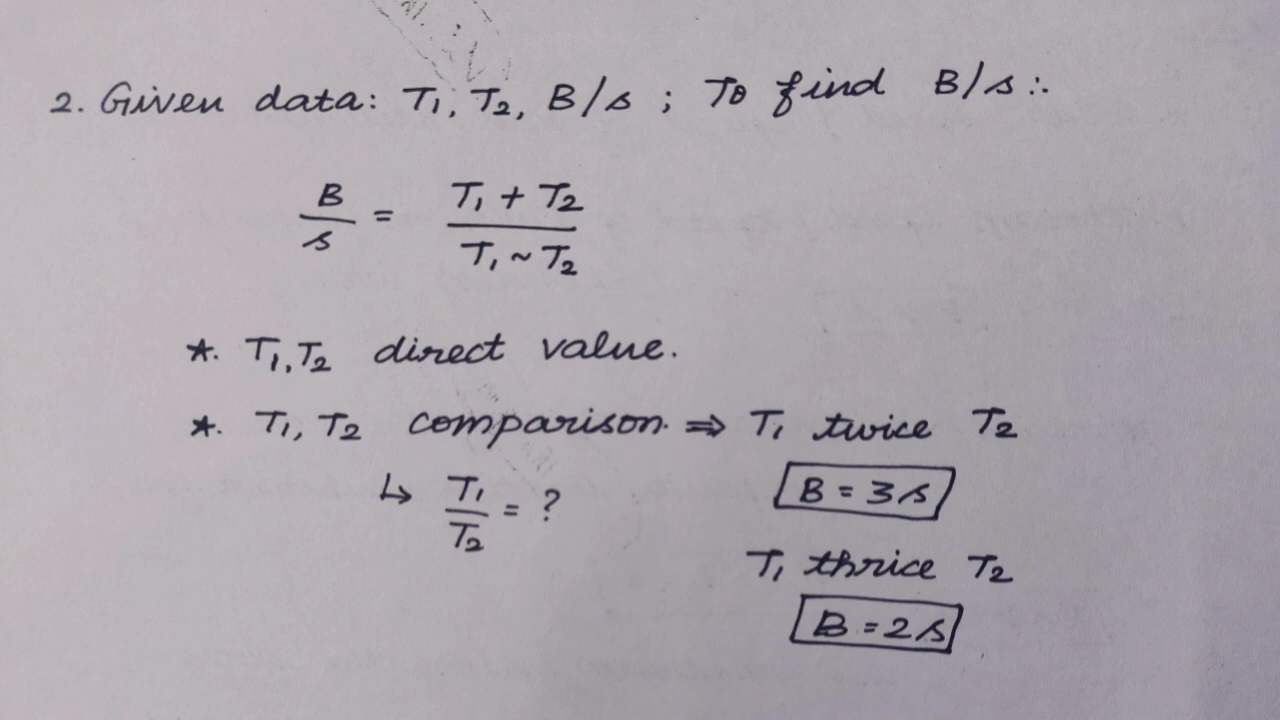 2. Given data: T1, T2, B/s ; To find B/s :.
B/s = T1 + T2 / T1 ~ T2
*. T1, T2 direct value.
*. T1, T2 comparison. ⇒ T1 twice T2
↳ T1/T2 = ?
B = 3s
T1 thrice T2
B = 2s